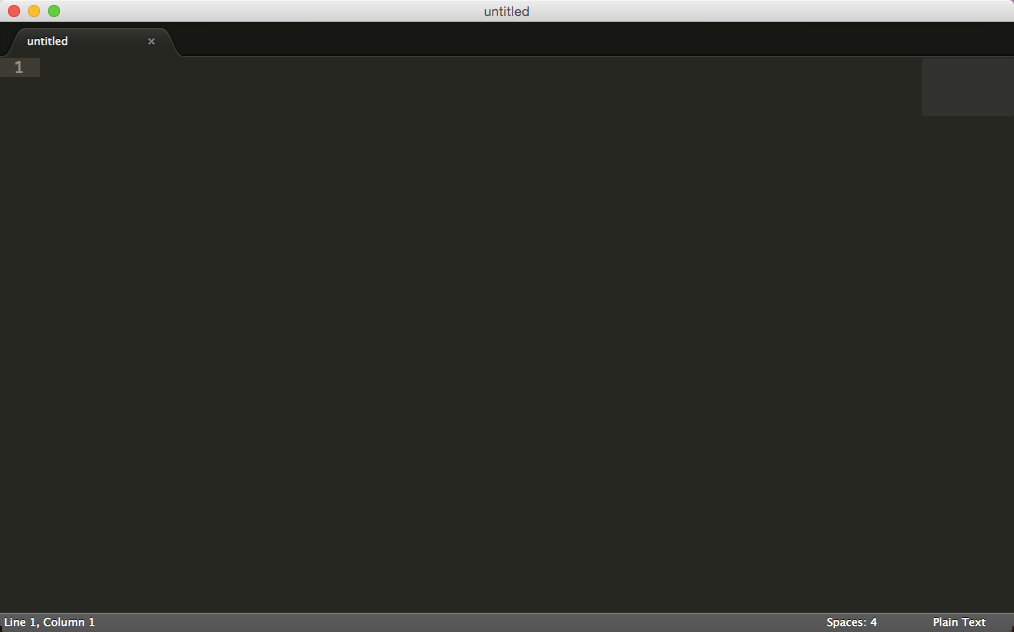 untitled
untitled
1
Line 1, Column 1
Spaces: 4
Plain Text